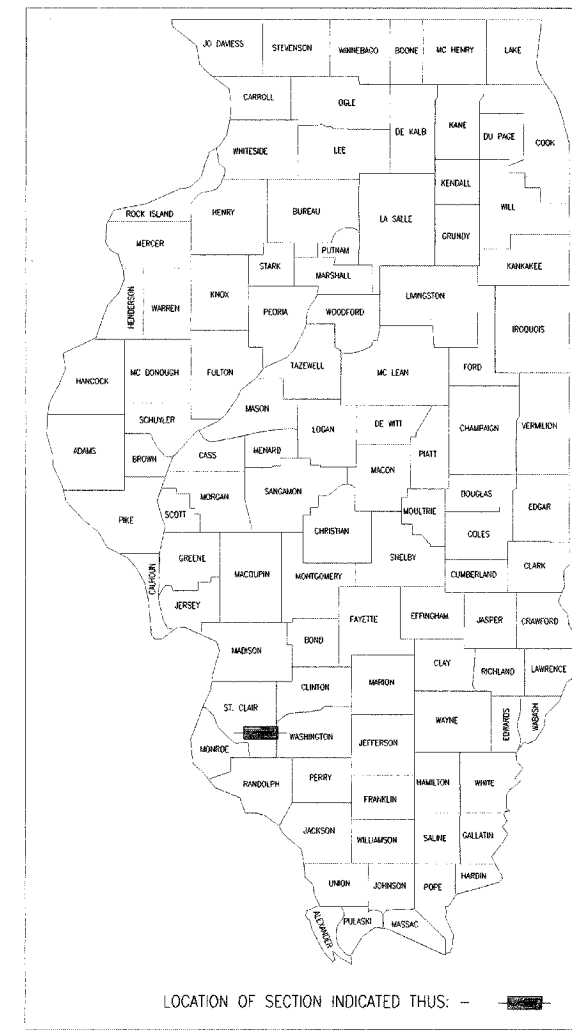 JO DAVIESS
STEVENSON
WINNEBAGO
BOONE
MC HENRY
LAKE
CARROLL
OGLE
DE KALB
KANE
DU PAGE
COOK
WHITESIDE
LEE
KENDALL
WILL
ROCK ISLAND
HENRY
BUREAU
LA SALLE
GRUNDY
MERCER
PUTNAM
STARK
MARSHALL
KANKAKEE
HENDERSON
WARREN
KNOX
PEORIA
WOODFORD
LIVINGSTON
IROQUOIS
HANCOCK
MC DONOUGH
FULTON
TAZEWELL
MC LEAN
FORD
SCHUYLER
MASON
LOGAN
DE WITT
CHAMPAIGN
VERMILION
ADAMS
BROWN
CASS
MENARD
PIATT
MACON
MORGAN
SANGAMON
DOUGLAS
EDGAR
PIKE
SCOTT
CHRISTIAN
MOULTRIE
COLES
CALHOUN
GREENE
MACOUPIN
MONTGOMERY
SHELBY
CUMBERLAND
CLARK
JERSEY
FAYETTE
EFFINGHAM
JASPER
CRAWFORD
MADISON
BOND
CLAY
RICHLAND
LAWRENCE
CLINTON
MARION
ST. CLAIR
WAYNE
EDWARDS
WABASH
MONROE
WASHINGTON
JEFFERSON
RANDOLPH
PERRY
HAMILTON
WHITE
FRANKLIN
JACKSON
WILLIAMSON
SALINE
GALLATIN
UNION
JOHNSON
POPE
HARDIN
ALEXANDER
PULASKI
MASSAC
LOCATION OF SECTION INDICATED THUS: -